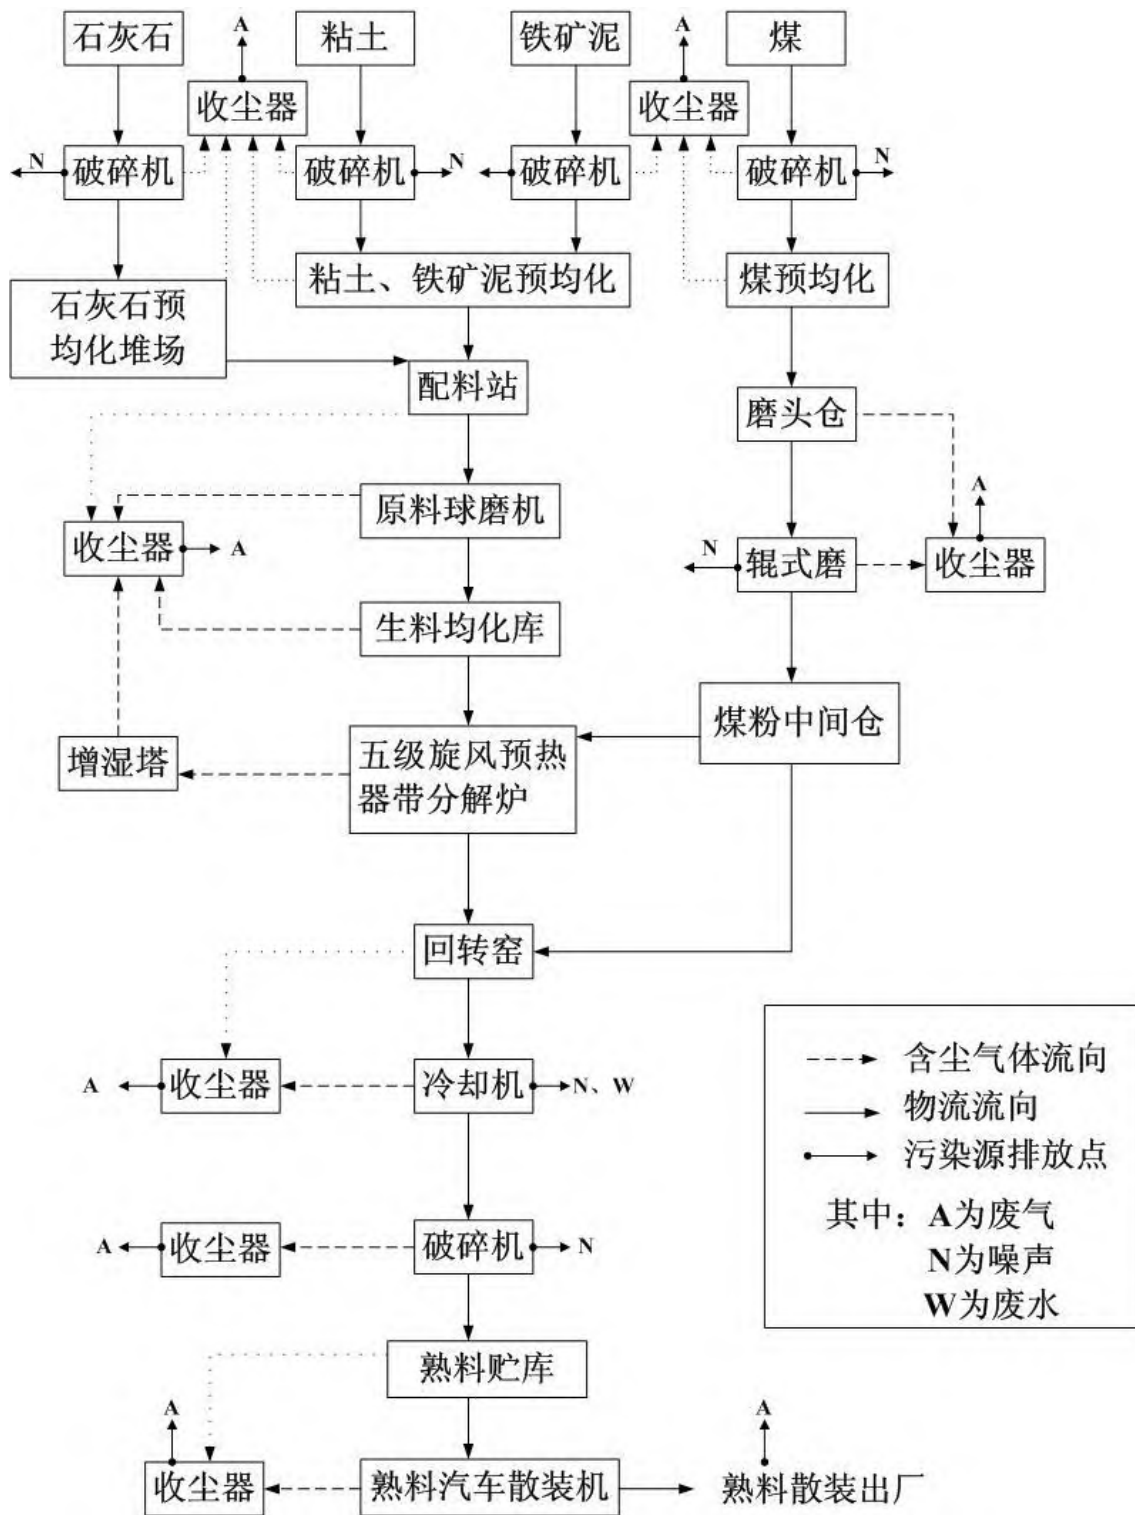 石灰石
A
粘土
铁矿泥
A
煤
收尘器
收尘器
N
破碎机
破碎机
N
破碎机
破碎机
N
石灰石预
均化堆场
粘土、铁矿泥预均化
煤预均化
配料站
磨头仓
原料球磨机
A
收尘器
A
N
辊式磨
收尘器
生料均化库
煤粉中间仓
增湿塔
五级旋风预热
器带分解炉
回转窑
A
收尘器
冷却机
N、W
A
收尘器
破碎机
N
含尘气体流向
物流流向
污染源排放点
其中：A为废气
N为噪声
W为废水
熟料贮库
A
A
收尘器
熟料汽车散装机
熟料散装出厂